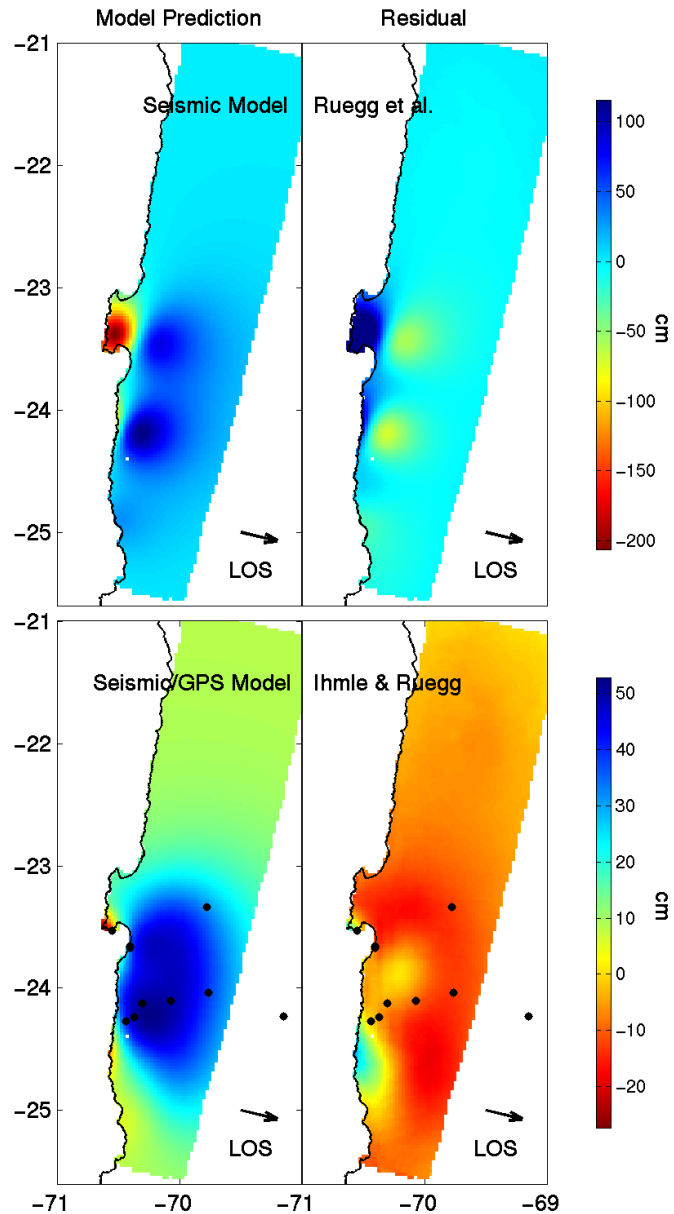 Model Prediction
Residual
−21
−22
−23
−24
−25
Seismic Model
Ruegg et al.
LOS
LOS
100
50
0
−50
−100
−150
−200
cm
−21
−22
−23
−24
−25
Seismic/GPS Model
Ihmle & Ruegg
LOS
LOS
50
40
30
20
10
0
−10
−20
cm
−71
−70
−71
−70
−69